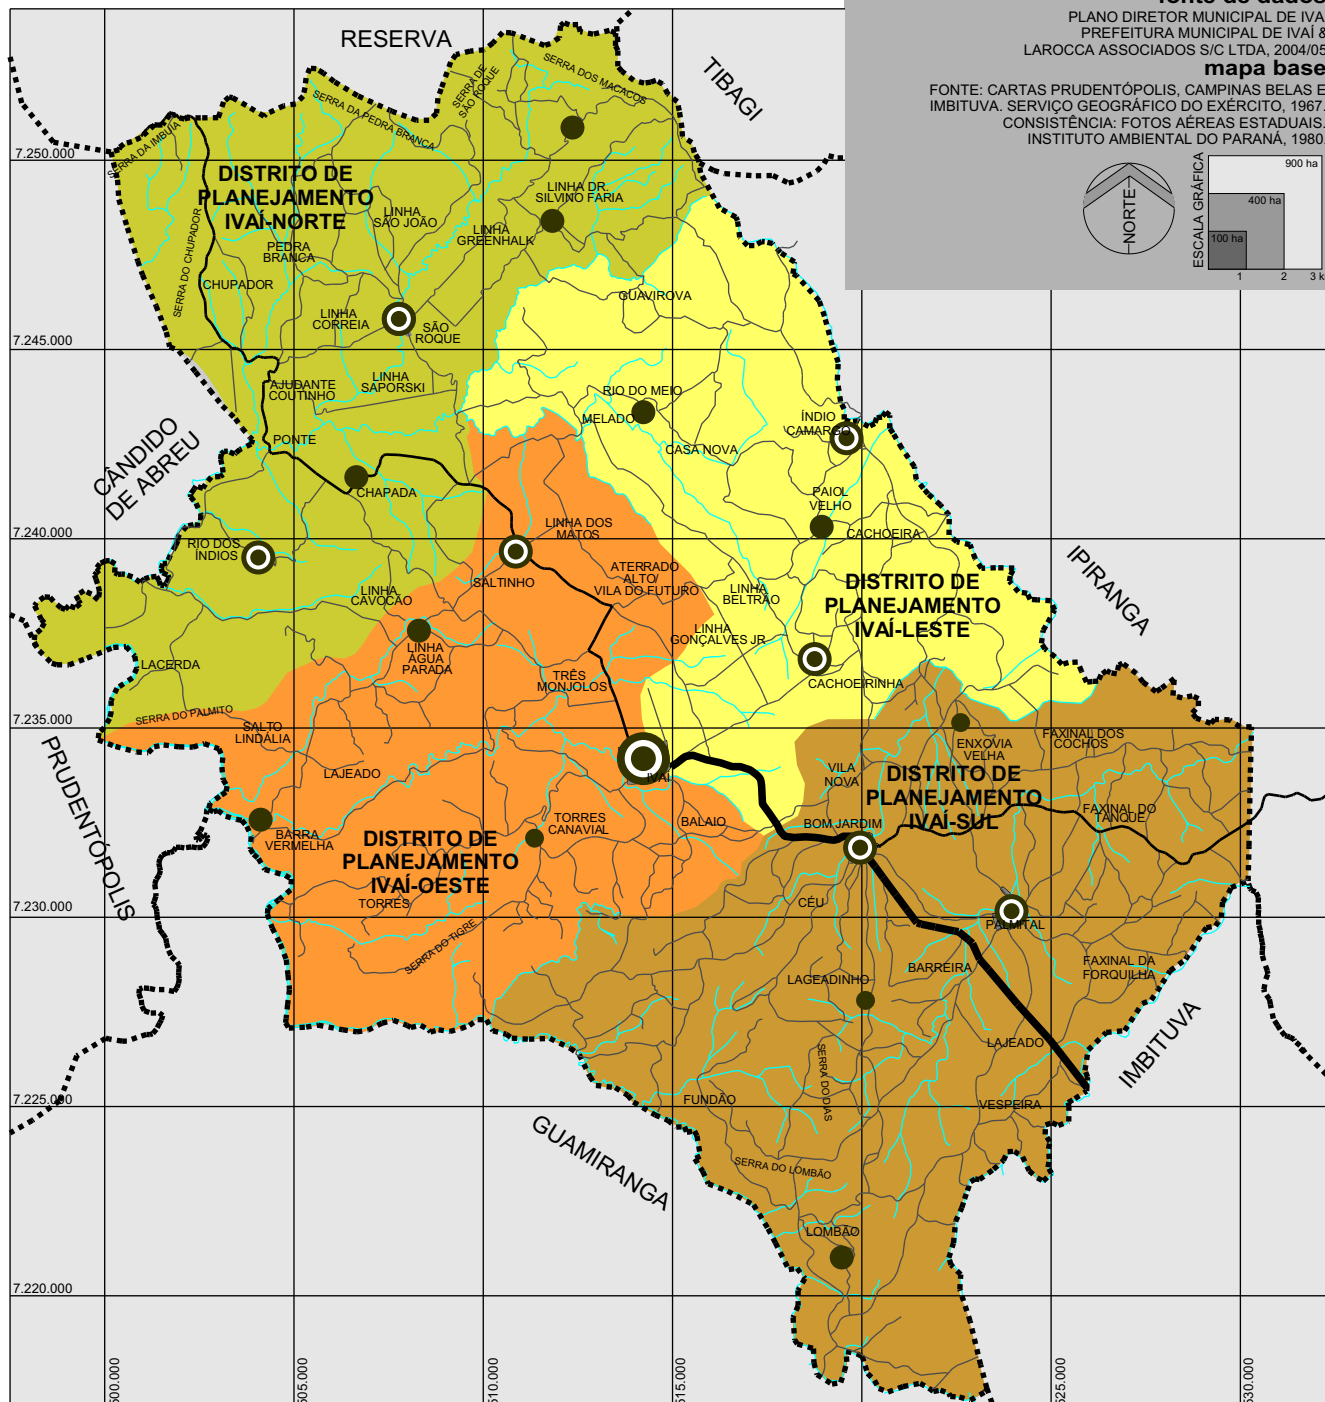 fonte de dados
PLANO DIRETOR MUNICIPAL DE IVA
PREFEITURA MUNICIPAL DE IVAÍ &
LAROCCA ASSOCIADOS S/C LTDA, 2004/05
mapa base
FONTE: CARTAS PRUDENTÓPOLIS, CAMPINAS BELAS E
IMBITUVA. SERVIÇO GEOGRÁFICO DO EXÉRCITO, 1967.
CONSISTÊNCIA: FOTOS AÉREAS ESTADUAIS.
INSTITUTO AMBIENTAL DO PARANÁ, 1980.
NORTE
ESCALA GRÁFICA
900 ha
400 ha
100 ha
1 2 3 k
RESERVA
TIBAGI
SERRA DE
SÃO ROQUE
SERRA DOS MACACOS
SERRA DA PEDRA BRANCA
SERRA DA IMBUIA
7.250.000
DISTRITO DE
PLANEJAMENTO
IVAÍ-NORTE
LINHA DR.
SILVINO FARIA
LINHA
SÃO JOÃO
LINHA
GREENHALK
PEDRA
BRANCA
SERRA DO CHUPADOR
CHUPADOR
GUAVIROVA
LINHA
CORREIA
SÃO
ROQUE
7.245.000
LINHA
SAPORSKI
AJUDANTE
COUTINHO
RIO DO MEIO
MELADO
ÍNDIO
CAMARGO
PONTE
CASA NOVA
CÂNDIDO
DE ABREU
CHAPADA
PAIOL
VELHO
7.240.000
LINHA DOS
MATOS
CACHOEIRA
RIO DOS
ÍNDIOS
IPIRANGA
SALTINHO
ATERRADO
ALTO/
VILA DO FUTURO
DISTRITO DE
PLANEJAMENTO
IVAÍ-LESTE
LINHA
CAVOCÃO
LINHA
BELTRÃO
LINHA
GONÇALVES JR
LINHA
ÁGUA
PARADA
LACERDA
TRÊS
MONJOLOS
CACHOEIRINHA
SERRA DO PALMITO
7.235.000
SALTO
LINDÁLIA
ENXOVIA
VELHA
FAXINAL DOS
COCHOS
PRUDENTÓPOLIS
LAJEADO
IVAÍ
VILA
NOVA
DISTRITO DE
PLANEJAMENTO
IVAÍ-SUL
FAXINAL DO
TANQUE
BARRA
VERMELHA
TORRES
CANAVIAL
BALAIO
BOM JARDIM
DISTRITO DE
PLANEJAMENTO
IVAÍ-OESTE
TORRES
CÉU
7.230.000
PALMITAL
SERRA DO TIGRE
LAGEADINHO
BARREIRA
FAXINAL DA
FORQUILHA
LAJEADO
IMBITUVA
SERRA DO DIAS
FUNDÃO
VESPEIRA
7.225.000
GUAMIRANGA
SERRA DO LOMBÃO
LOMBÃO
7.220.000
600.000
605.000
610.000
615.000
625.000
630.000